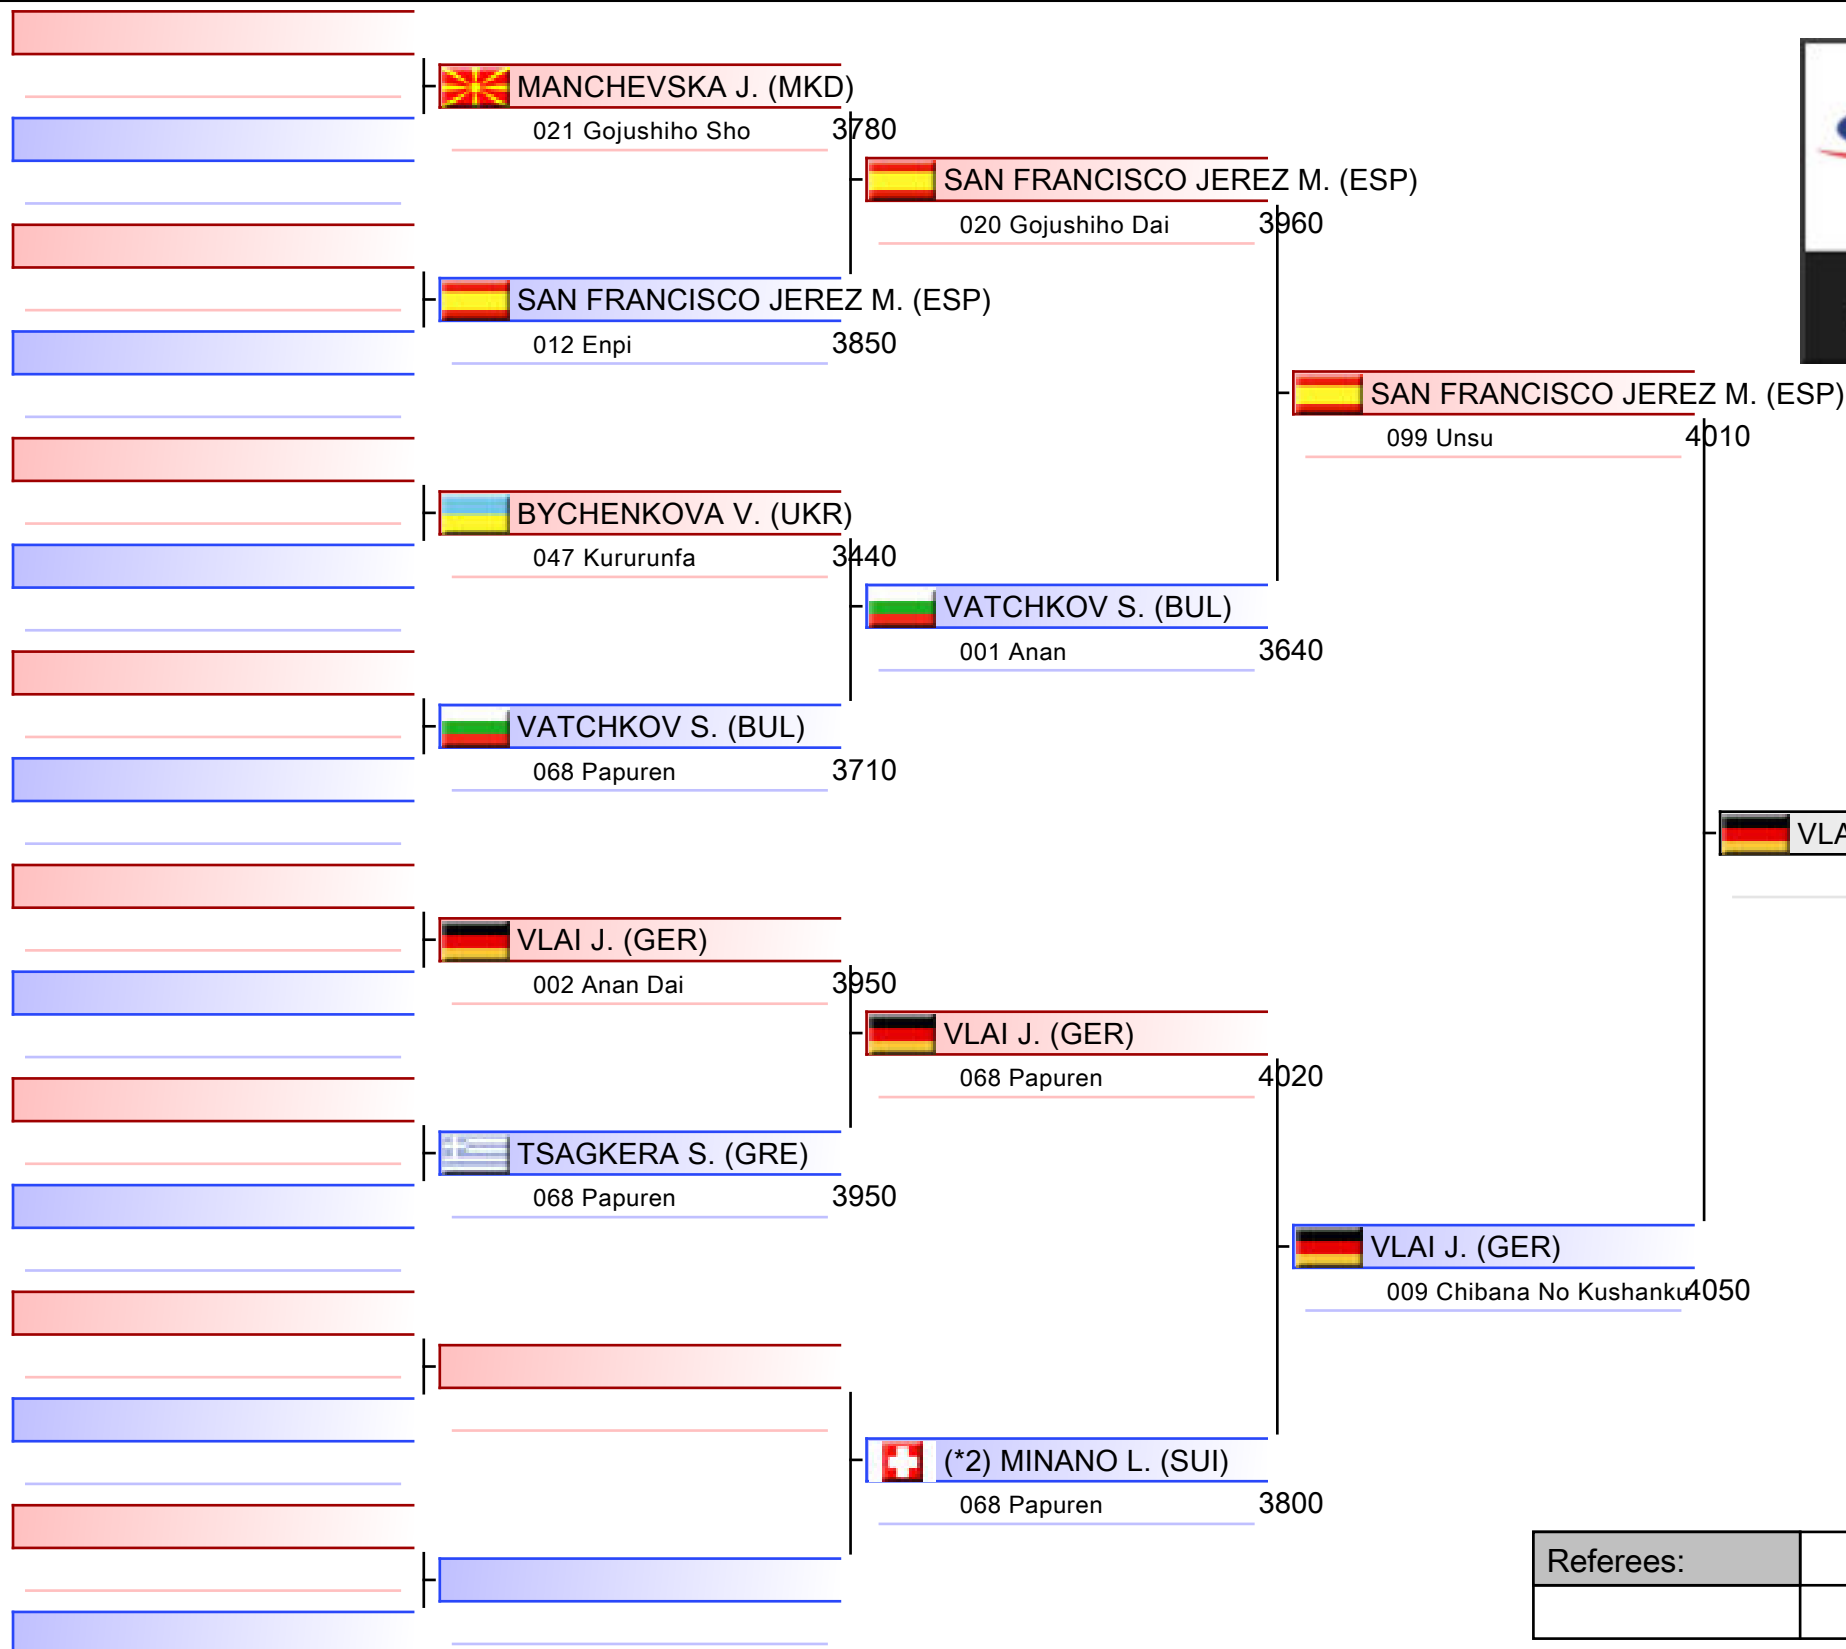 MANCHEVSKA J. (MKD)
021 Gojushiho Sho 3780
SAN FRANCISCO JEREZ M. (ESP)
020 Gojushiho Dai 3960
SAN FRANCISCO JEREZ M. (ESP)
012 Enpi 3850
SAN FRANCISCO JEREZ M. (ESP)
099 Unsu 4010
BYCHENKOVA V. (UKR)
047 Kururunfa 3440
VATCHKOV S. (BUL)
001 Anan 3640
VATCHKOV S. (BUL)
068 Papuren 3710
VLA
VLAI J. (GER)
002 Anan Dai 3950
VLAI J. (GER)
068 Papuren 4020
TSAGKERA S. (GRE)
068 Papuren 3950
VLAI J. (GER)
009 Chibana No Kushanku 4050
(*2) MINANO L. (SUI)
068 Papuren 3800
Referees: